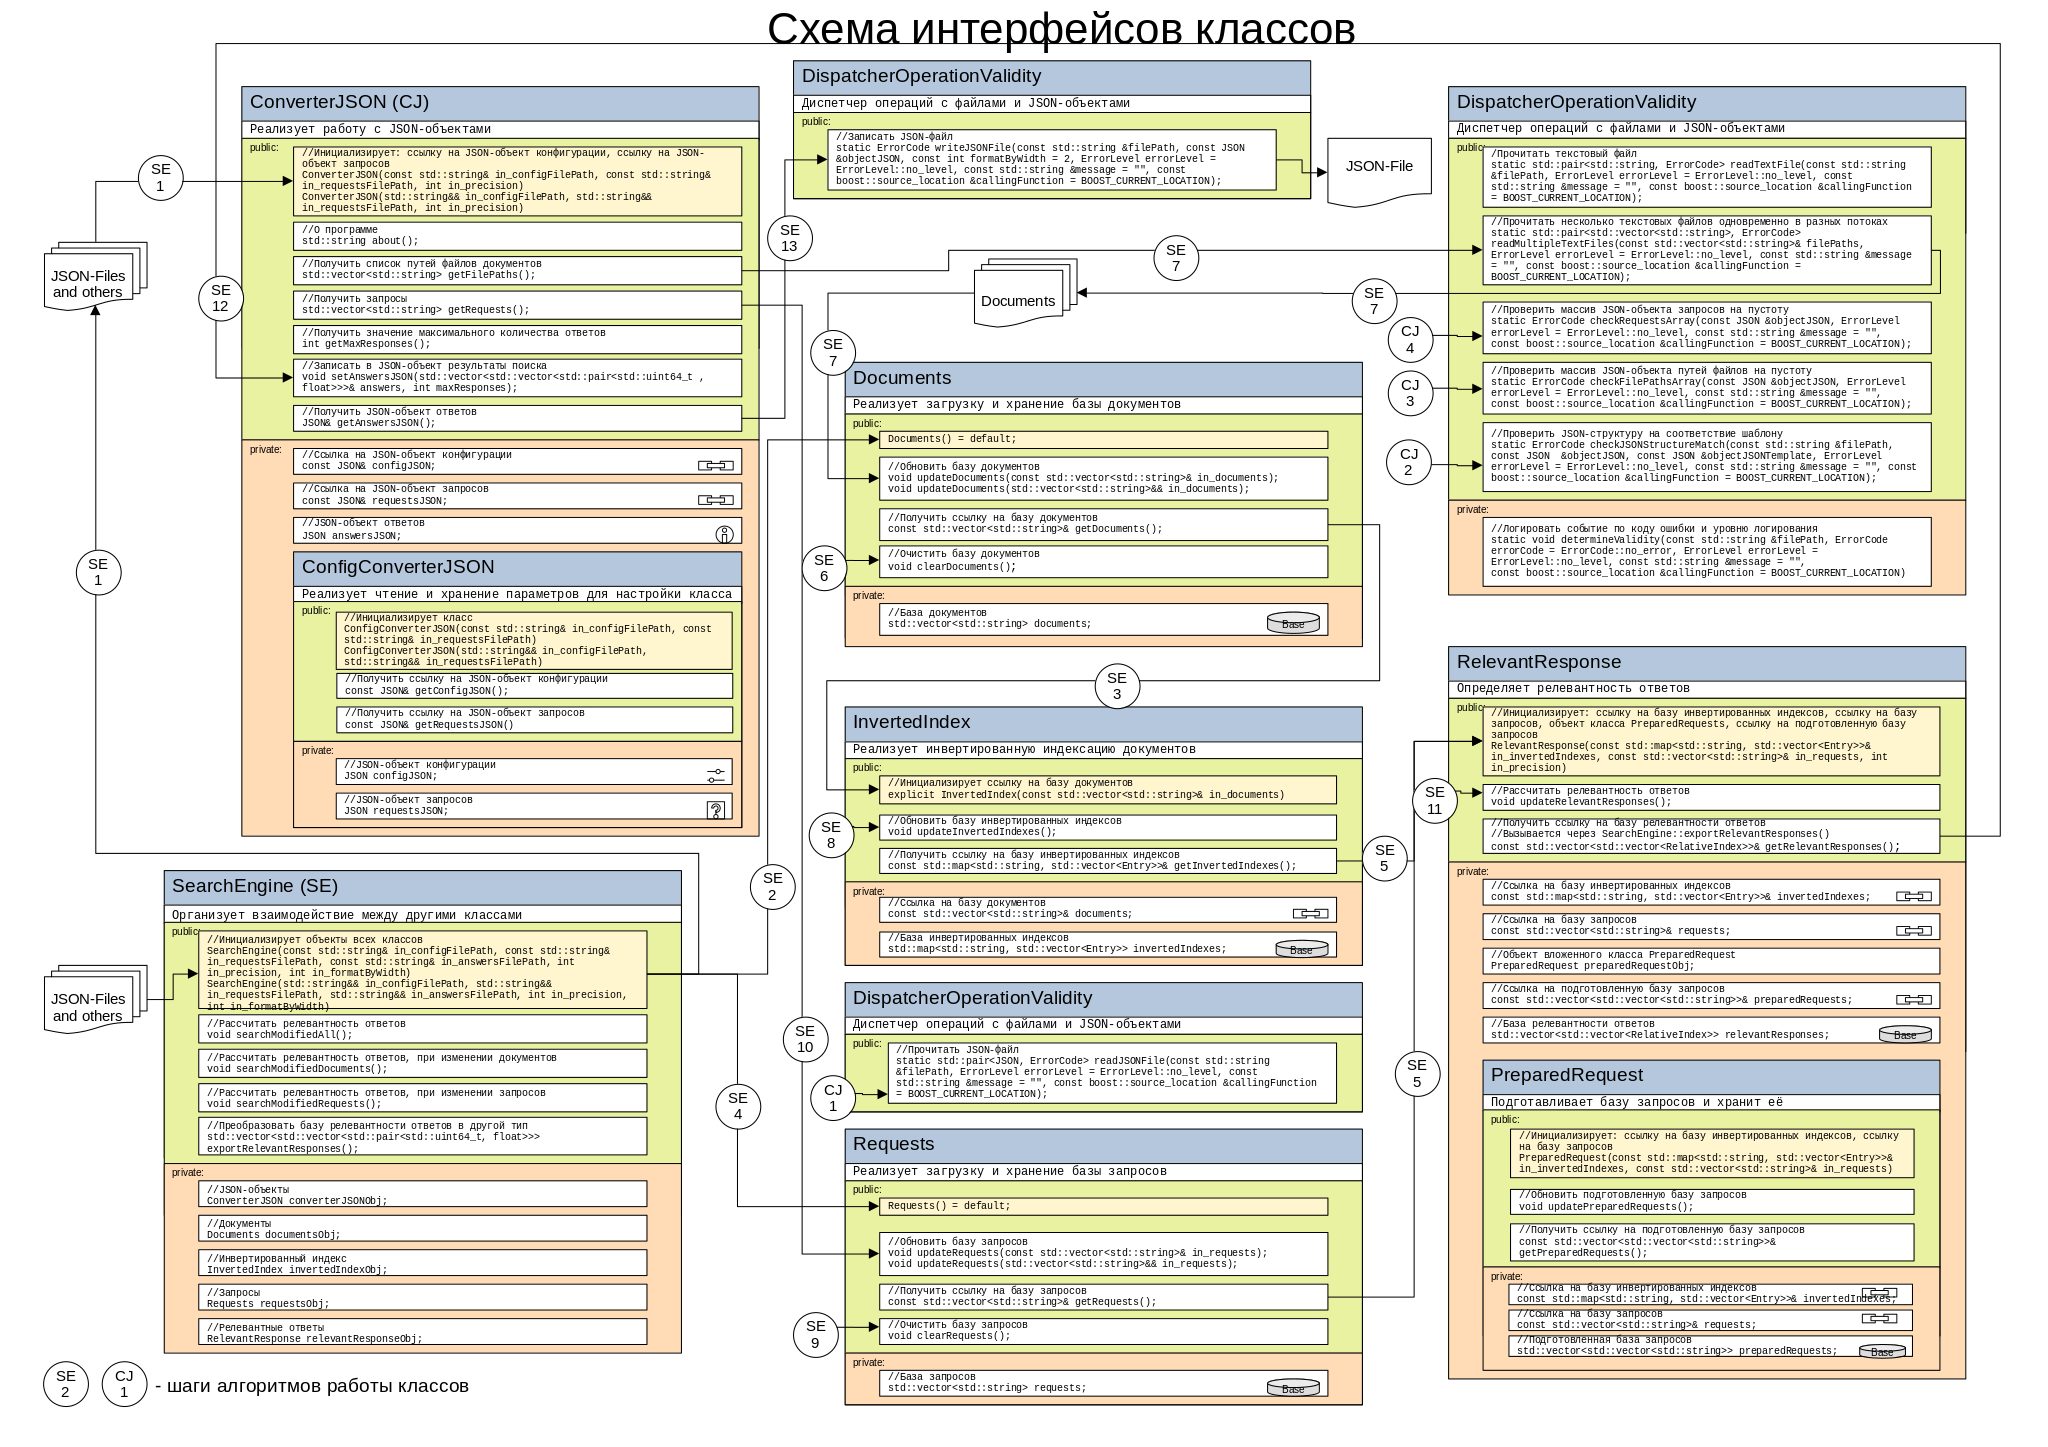 Схема интерфейсов классов
ConverterJSON (CJ)
Реализует работу с JSON-объектами
public:
//Инициализирует: ссылку на JSON-объект конфигурации, ссылку на JSON-
объект запросов
ConverterJSON(const std::string& in_configFilePath, const std::string&
in_requestsFilePath, int in_precision)
ConverterJSON(std::string&& in_configFilePath, std::string&&
in_requestsFilePath, int in_precision)
//О программе
std::string about();
//Получить список путей файлов документов
std::vector<std::string> getFilePaths();
//Получить запросы
std::vector<std::string> getRequests();
//Получить значение максимального количества ответов
int getMaxResponses();
//Записать в JSON-объект результаты поиска
void setAnswersJSON(std::vector<std::vector<std::pair<std::uint64_t ,
float>>>& answers, int maxResponses);
//Получить JSON-объект ответов
JSON& getAnswersJSON();
private:
//Ссылка на JSON-объект конфигурации
const JSON& configJSON;
//Ссылка на JSON-объект запросов
const JSON& requestsJSON;
//JSON-объект ответов
JSON answersJSON;
ConfigConverterJSON
Реализует чтение и хранение параметров для настройки класса
public:
//Инициализирует класс
ConfigConverterJSON(const std::string& in_configFilePath, const
std::string& in_requestsFilePath)
ConfigConverterJSON(std::string&& in_configFilePath,
std::string&& in_requestsFilePath)
//Получить ссылку на JSON-объект конфигурации
const JSON& getConfigJSON();
//Получить ссылку на JSON-объект запросов
const JSON& getRequestsJSON()
private:
//JSON-объект конфигурации
JSON configJSON;
//JSON-объект запросов
JSON requestsJSON;
SE
1
JSON-Files
and others
SE
12
SE
1
SearchEngine (SE)
Организует взаимодействие между другими классами
public:
//Инициализирует объекты всех классов
SearchEngine(const std::string& in_configFilePath, const std::string&
in_requestsFilePath, const std::string& in_answersFilePath, int
in_precision, int in_formatByWidth)
SearchEngine(std::string&& in_configFilePath, std::string&&
in_requestsFilePath, std::string&& in_answersFilePath, int in_precision,
int in_formatByWidth)
//Рассчитать релевантность ответов
void searchModifiedAll();
//Рассчитать релевантность ответов, при изменении документов
void searchModifiedDocuments();
//Рассчитать релевантность ответов, при изменении запросов
void searchModifiedRequests();
//Преобразовать базу релевантности ответов в другой тип
std::vector<std::vector<std::pair<std::uint64_t, float>>>
exportRelevantResponses();
private:
//JSON-объекты
ConverterJSON converterJSONObj;
//Документы
Documents documentsObj;
//Инвертированный индекс
InvertedIndex invertedIndexObj;
//Запросы
Requests requestsObj;
//Релевантные ответы
RelevantResponse relevantResponseObj;
JSON-Files
and others
SE
2
CJ
1
- шаги алгоритмов работы классов
DispatcherOperationValidity
Диспетчер операций с файлами и JSON-объектами
public:
//Записать JSON-файл
static ErrorCode writeJSONFile(const std::string &filePath, const JSON
&objectJSON, const int formatByWidth = 2, ErrorLevel errorLevel =
ErrorLevel::no_level, const std::string &message = "", const
boost::source_location &callingFunction = BOOST_CURRENT_LOCATION);
JSON-File
SE
13
SE
7
Documents
SE
7
SE
7
Documents
Реализует загрузку и хранение базы документов
public:
Documents() = default;
//Обновить базу документов
void updateDocuments(const std::vector<std::string>& in_documents);
void updateDocuments(std::vector<std::string>&& in_documents);
//Получить ссылку на базу документов
const std::vector<std::string>& getDocuments();
//Очистить базу документов
void clearDocuments();
private:
//База документов
std::vector<std::string> documents;
Base
SE
6
SE
3
InvertedIndex
Реализует инвертированную индексацию документов
public:
//Инициализирует ссылку на базу документов
explicit InvertedIndex(const std::vector<std::string>& in_documents)
//Обновить базу инвертированных индексов
void updateInvertedIndexes();
//Получить ссылку на базу инвертированных индексов
const std::map<std::string, std::vector<Entry>>& getInvertedIndexes();
private:
//Ссылка на базу документов
const std::vector<std::string>& documents;
//База инвертированных индексов
std::map<std::string, std::vector<Entry>> invertedIndexes;
Base
SE
8
SE
2
SE
5
DispatcherOperationValidity
Диспетчер операций с файлами и JSON-объектами
public:
//Прочитать JSON-файл
static std::pair<JSON, ErrorCode> readJSONFile(const std::string
&filePath, ErrorLevel errorLevel = ErrorLevel::no_level, const
std::string &message = "", const boost::source_location &callingFunction
= BOOST_CURRENT_LOCATION);
SE
10
CJ
1
SE
4
Requests
Реализует загрузку и хранение базы запросов
public:
Requests() = default;
//Обновить базу запросов
void updateRequests(const std::vector<std::string>& in_requests);
void updateRequests(std::vector<std::string>&& in_requests);
//Получить ссылку на базу запросов
const std::vector<std::string>& getRequests();
//Очистить базу запросов
void clearRequests();
private:
//База запросов
std::vector<std::string> requests;
Base
SE
9
SE
5
DispatcherOperationValidity
Диспетчер операций с файлами и JSON-объектами
public:
/Прочитать текстовый файл
static std::pair<std::string, ErrorCode> readTextFile(const std::string
&filePath, ErrorLevel errorLevel = ErrorLevel::no_level, const
std::string &message = "", const boost::source_location &callingFunction
= BOOST_CURRENT_LOCATION);
//Прочитать несколько текстовых файлов одновременно в разных потоках
static std::pair<std::vector<std::string>, ErrorCode>
readMultipleTextFiles(const std::vector<std::string>& filePaths,
ErrorLevel errorLevel = ErrorLevel::no_level, const std::string &message
= "", const boost::source_location &callingFunction =
BOOST_CURRENT_LOCATION);
//Проверить массив JSON-объекта запросов на пустоту
static ErrorCode checkRequestsArray(const JSON &objectJSON, ErrorLevel
errorLevel = ErrorLevel::no_level, const std::string &message = "",
const boost::source_location &callingFunction = BOOST_CURRENT_LOCATION);
//Проверить массив JSON-объекта путей файлов на пустоту
static ErrorCode checkFilePathsArray(const JSON &objectJSON, ErrorLevel
errorLevel = ErrorLevel::no_level, const std::string &message = "",
const boost::source_location &callingFunction = BOOST_CURRENT_LOCATION);
//Проверить JSON-структуру на соответствие шаблону
static ErrorCode checkJSONStructureMatch(const std::string &filePath,
const JSON  &objectJSON, const JSON &objectJSONTemplate, ErrorLevel
errorLevel = ErrorLevel::no_level, const std::string &message = "", const
boost::source_location &callingFunction = BOOST_CURRENT_LOCATION);
private:
//Логировать событие по коду ошибки и уровню логирования
static void determineValidity(const std::string &filePath, ErrorCode
errorCode = ErrorCode::no_error, ErrorLevel errorLevel =
ErrorLevel::no_level, const std::string &message = "",
const boost::source_location &callingFunction = BOOST_CURRENT_LOCATION)
CJ
4
CJ
3
CJ
2
RelevantResponse
Определяет релевантность ответов
public:
//Инициализирует: ссылку на базу инвертированных индексов, ссылку на базу
запросов, объект класса PreparedRequests, ссылку на подготовленную базу
запросов
RelevantResponse(const std::map<std::string, std::vector<Entry>>&
in_invertedIndexes, const std::vector<std::string>& in_requests, int
in_precision)
//Рассчитать релевантность ответов
void updateRelevantResponses();
//Получить ссылку на базу релевантности ответов
//Вызывается через SearchEngine::exportRelevantResponses()
const std::vector<std::vector<RelativeIndex>>& getRelevantResponses();
private:
//Ссылка на базу инвертированных индексов
const std::map<std::string, std::vector<Entry>>& invertedIndexes;
//Ссылка на базу запросов
const std::vector<std::string>& requests;
//Объект вложенного класса PreparedRequest
PreparedRequest preparedRequestObj;
//Ссылка на подготовленную базу запросов
const std::vector<std::vector<std::string>>& preparedRequests;
//База релевантности ответов
std::vector<std::vector<RelativeIndex>> relevantResponses;
Base
SE
11
PreparedRequest
Подготавливает базу запросов и хранит её
public:
//Инициализирует: ссылку на базу инвертированных индексов, ссылку
на базу запросов
PreparedRequest(const std::map<std::string, std::vector<Entry>>&
in_invertedIndexes, const std::vector<std::string>& in_requests)
//Обновить подготовленную базу запросов
void updatePreparedRequests();
//Получить ссылку на подготовленную базу запросов
const std::vector<std::vector<std::string>>&
getPreparedRequests();
private:
//Ссылка на базу инвертированных индексов
const std::map<std::string, std::vector<Entry>>& invertedIndexes;
//Ссылка на базу запросов
const std::vector<std::string>& requests;
//Подготовленная база запросов
std::vector<std::vector<std::string>> preparedRequests;
Base